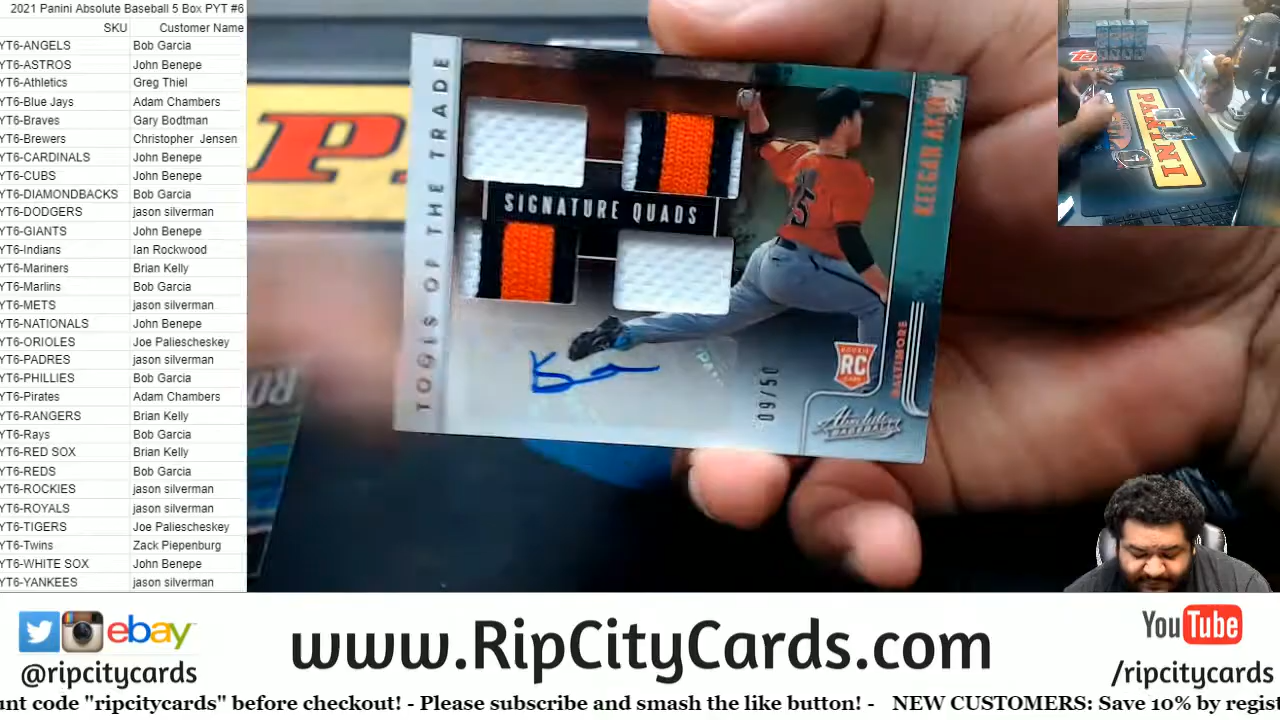 2021 Panini Absolute Baseball 5 Box PYT #6
SKU Customer Name
YT6-ANGELS Bob Garcia
YT6-ASTROS John Benepe
YT6-Athletics Greg Thiel
YT6-Blue Jays Adam Chambers
YT6-Braves Gary Bodtman
YT6-Brewers Christopher Jensen
YT6-CARDINALS John Benepe
YT6-CUBS John Benepe
YT6-DIAMONDBACKS Bob Garcia
YT6-DODGERS jason silverman
YT6-GIANTS John Benepe
YT6-Indians Ian Rockwood
YT6-Mariners Brian Kelly
YT6-Marlins Bob Garcia
YT6-METS jason silverman
YT6-NATIONALS John Benepe
YT6-ORIOLES Joe Paliescheskey
YT6-PADRES jason silverman
YT6-PHILLIES Bob Garcia
YT6-Pirates Adam Chambers
YT6-RANGERS Brian Kelly
YT6-Rays Bob Garcia
YT6-RED SOX Brian Kelly
YT6-REDS Bob Garcia
YT6-ROCKIES jason silverman
YT6-ROYALS jason silverman
YT6-TIGERS Joe Paliescheskey
YT6-Twins Zack Piepenburg
YT6-WHITE SOX John Benepe
YT6-YANKEES jason silverman
TOOLS OF THE TRADE
SIGNATURE QUADS
KEEGAN AKIN
BALTIMORE
ROOKIE
RC
CARD
09/50
Absolute
BASEBALL
PANINI
ebay
@ripcitycards
www.RipCityCards.com
YouTube
/ripcitycards
unt code "ripcitycards" before checkout! - Please subscribe and smash the like button! - NEW CUSTOMERS: Save 10% by regist